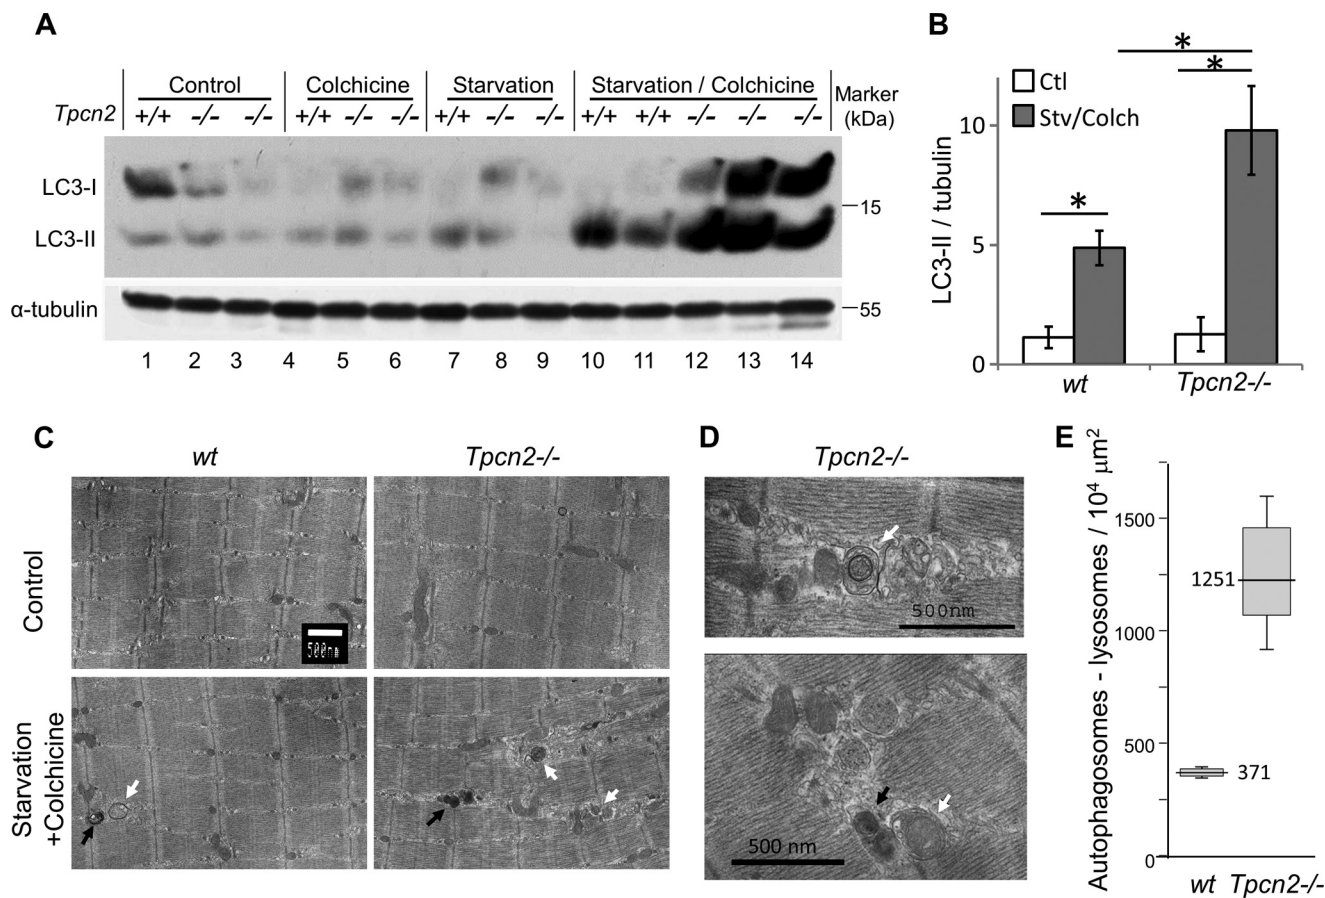 A
Control
Colchicine
Starvation
Starvation / Colchicine
Marker
(kDa)
Tpcn2
+/+ -/- -/- +/+ -/- -/- +/+ -/- -/- +/+ +/+ -/- -/- -/-
LC3-I
15
LC3-II
α-tubulin
55
1 2 3 4 5 6 7 8 9 10 11 12 13 14
B
Ctl
Stv/Colch
* * *
LC3-II / tubulin
10
5
0
wt
Tpcn2-/-
C
wt
Tpcn2-/-
Control
500nm
Starvation
+Colchicine
D
Tpcn2-/-
500nm
500 nm
E
Autophagosomes - lysosomes / 10⁴ μm²
1500
1251
1000
500
371
0
wt
Tpcn2-/-